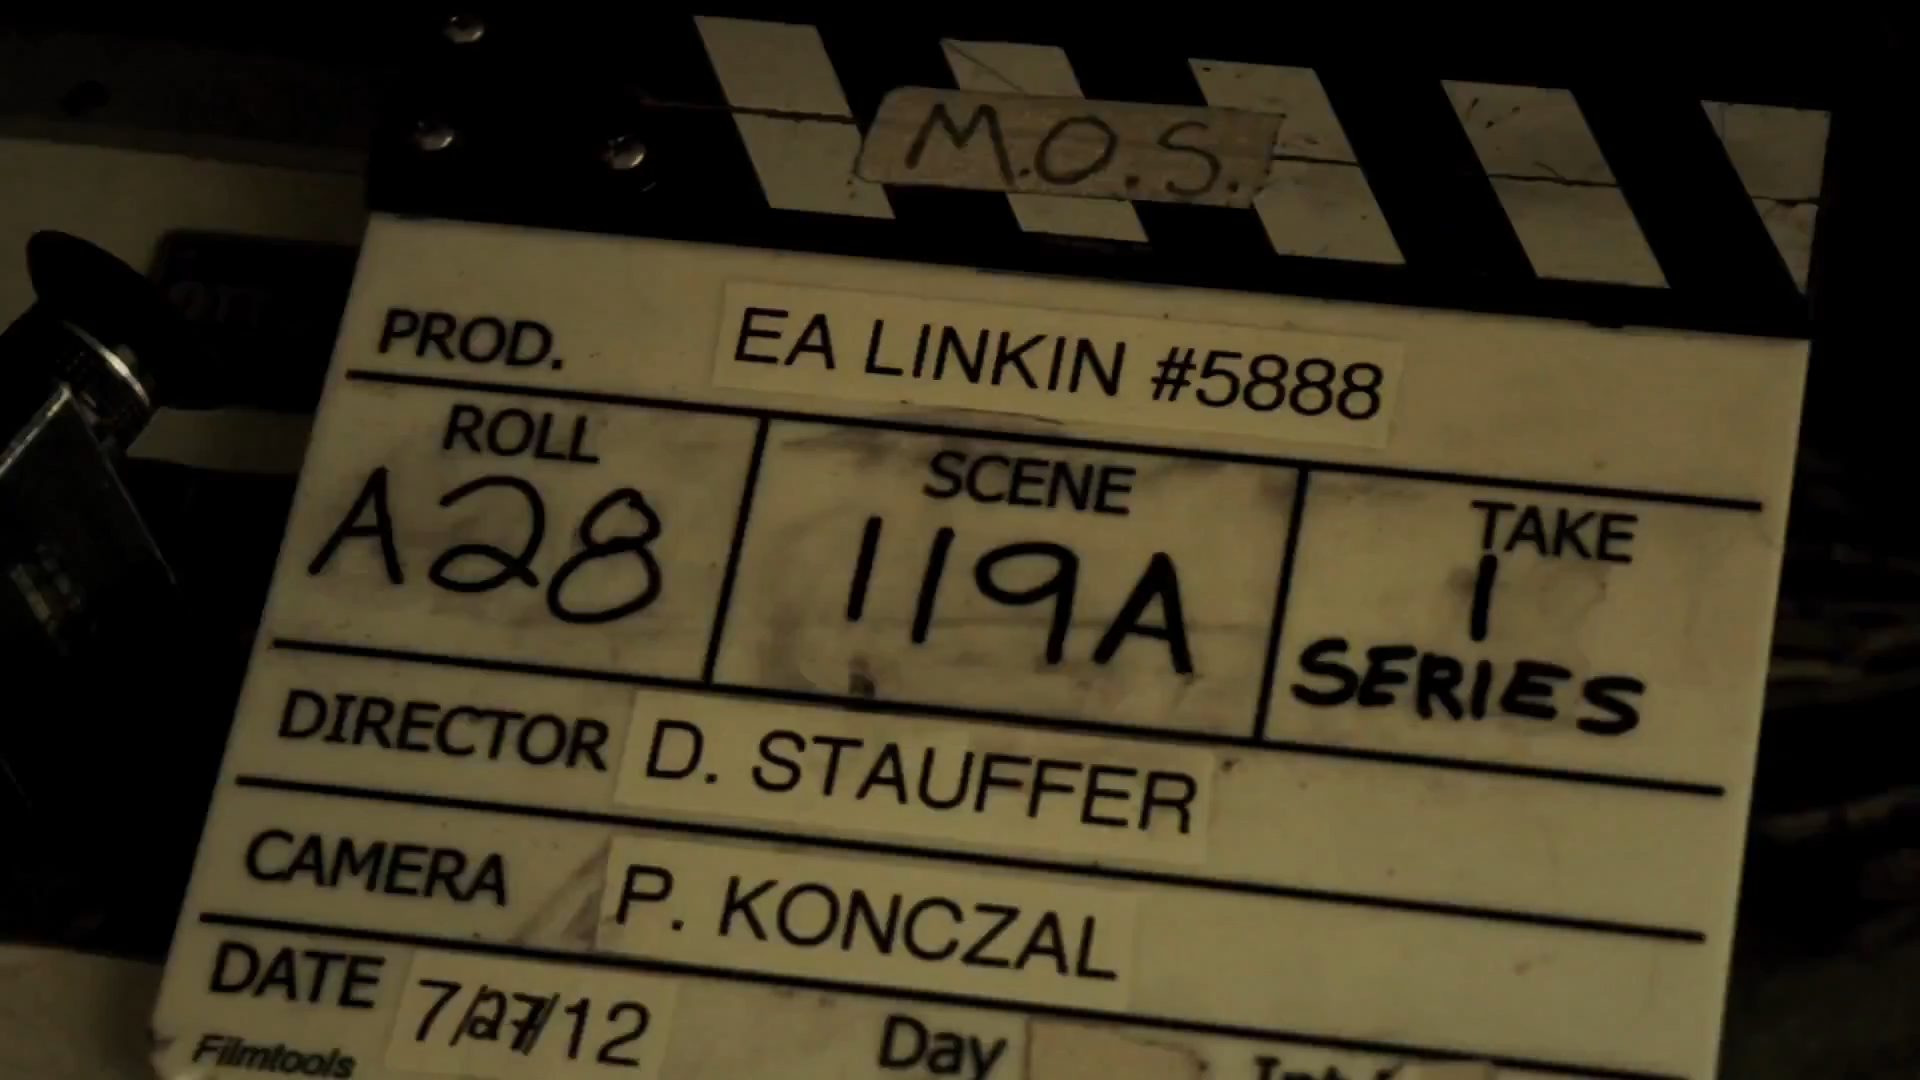 M.O.S.
PROD. EA LINKIN #5888
ROLL SCENE TAKE
A28 119A 1
SERIES
DIRECTOR D. STAUFFER
CAMERA P. KONCZAL
DATE 7/27/12 Day
Filmtools